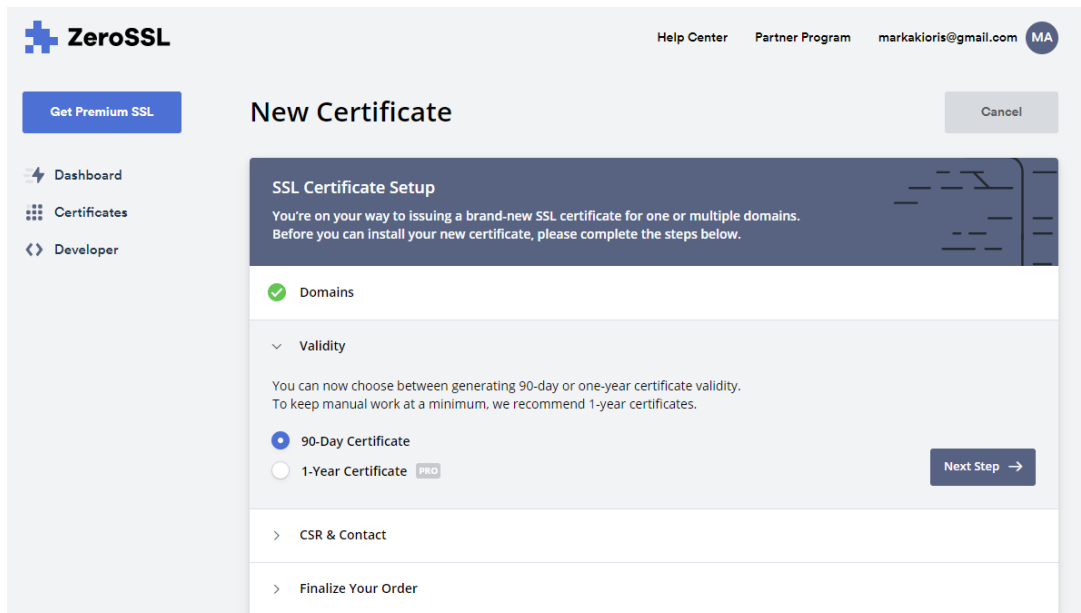 ZeroSSL
Help Center
Partner Program
markakioris@gmail.com
MA
Get Premium SSL
New Certificate
Cancel
Dashboard
Certificates
Developer
SSL Certificate Setup
You're on your way to issuing a brand-new SSL certificate for one or multiple domains.
Before you can install your new certificate, please complete the steps below.
Domains
Validity
You can now choose between generating 90-day or one-year certificate validity.
To keep manual work at a minimum, we recommend 1-year certificates.
90-Day Certificate
1-Year Certificate PRO
Next Step
CSR & Contact
Finalize Your Order